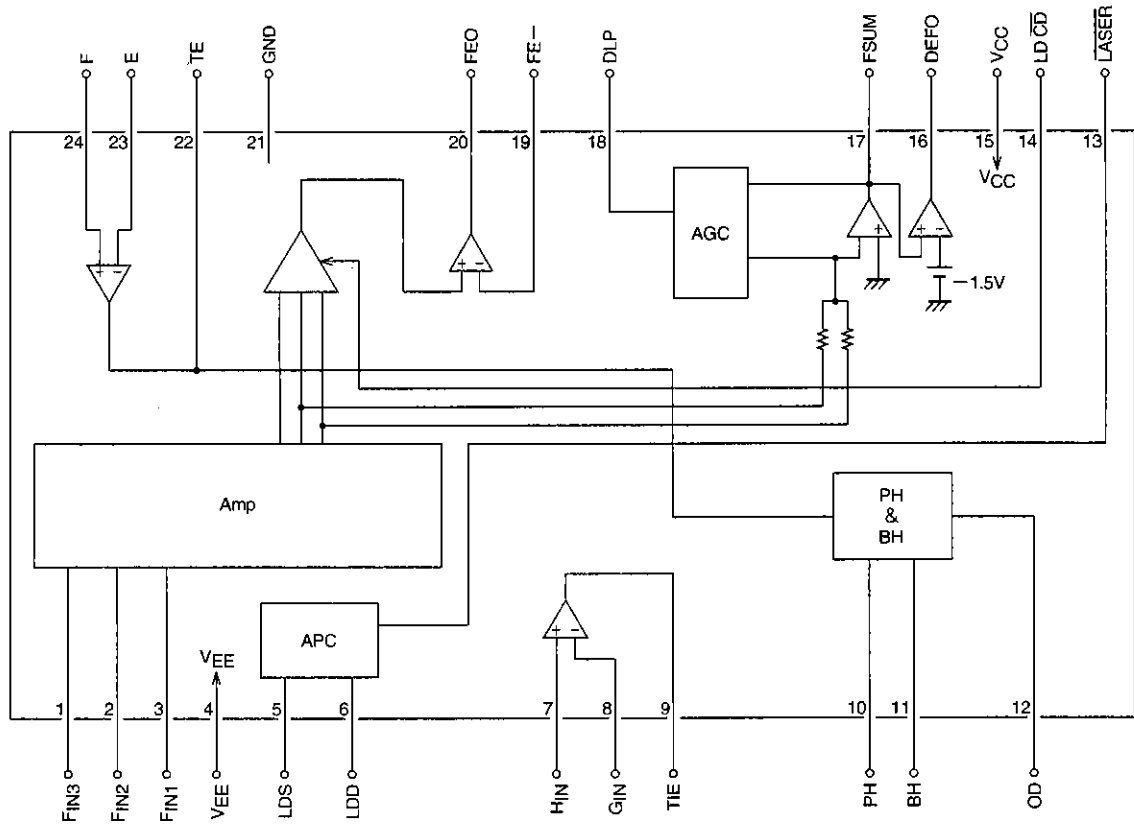 F
E
TE
GND
FEO
FE−
DLP
FSUM
DEFO
VCC
LD C̅D̅
L̅A̅S̅E̅R̅
24
23
22
21
20
19
18
17
16
15
14
13
VCC
AGC
+
+ −
+ −
+ −
−1.5V
Amp
PH
&
BH
APC
+ −
VEE
1
2
3
4
5
6
7
8
9
10
11
12
FIN3
FIN2
FIN1
VEE
LDS
LDD
HIN
GIN
TIE
PH
BH
OD